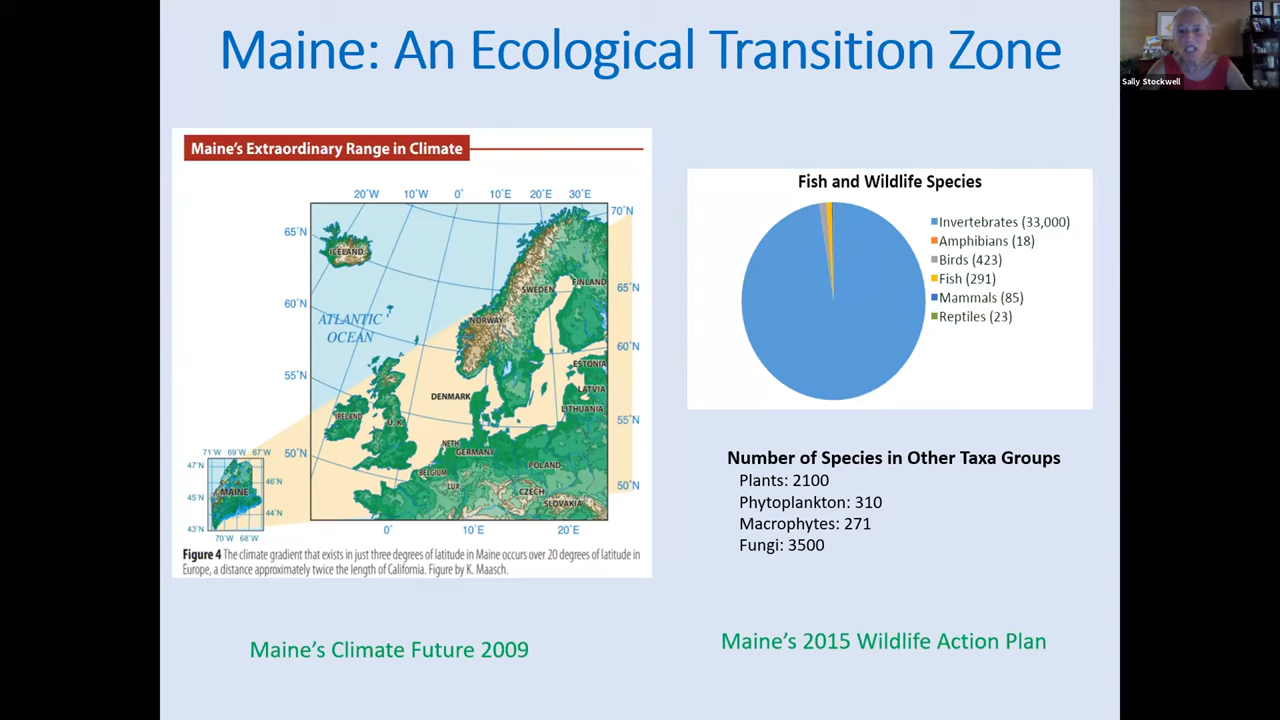 Maine: An Ecological Transition Zone
Sally Stockwell
Maine's Extraordinary Range in Climate
20°W 10°W 0° 10°E 20°E 30°E
70°N
65°N
ICELAND
SWEDEN
FINLAND
65°N
60°N
ATLANTIC
OCEAN
NORWAY
60°N
ESTONIA
55°N
LATVIA
DENMARK
LITHUANIA
IRELAND
U.K.
55°N
NETH
GERMANY
50°N
71°W 69°W 67°W
POLAND
47°N
BELGIUM
46°N
LUX
CZECH
50°N
MAINE
45°N
SLOVAKIA
44°N
43°N
70°W 68°W
0° 10°E 20°E
Figure 4 The climate gradient that exists in just three degrees of latitude in Maine occurs over 20 degrees of latitude in
Europe, a distance approximately twice the length of California. Figure by K. Maasch.
Maine's Climate Future 2009
Fish and Wildlife Species
Invertebrates (33,000)
Amphibians (18)
Birds (423)
Fish (291)
Mammals (85)
Reptiles (23)
Number of Species in Other Taxa Groups
Plants: 2100
Phytoplankton: 310
Macrophytes: 271
Fungi: 3500
Maine's 2015 Wildlife Action Plan